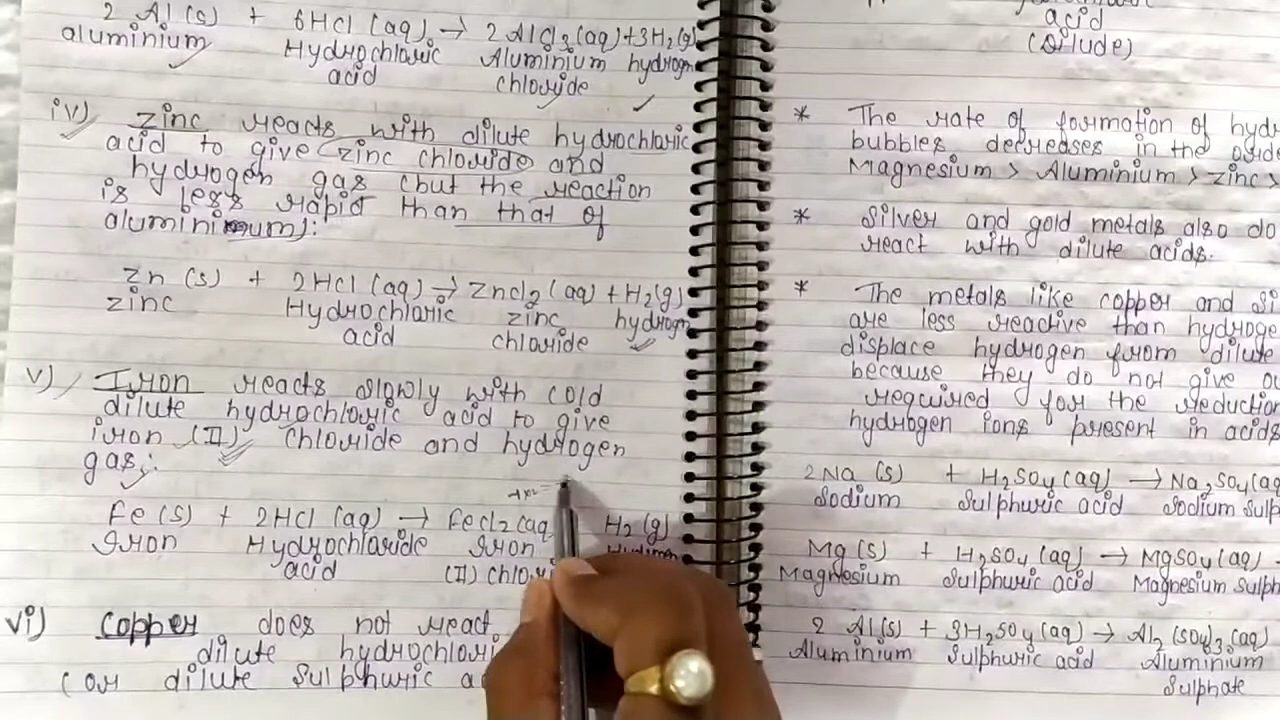 2 Al(s) + 6HCl(aq) → 2AlCl3(aq)+3H2(g)
aluminium Hydrochloric Aluminium hydrogen
acid chloride
iv) zinc reacts with dilute hydrochloric
acid to give zinc chloride and
hydrogen gas (but the reaction
is less rapid than that of
aluminium):
Zn (s) + 2HCl (aq) → ZnCl2(aq) + H2(g)
zinc Hydrochloric zinc hydrogen
acid chloride
v) Iron reacts slowly with cold
dilute hydrochloric acid to give
iron (II) chloride and hydrogen
gas:
Fe(s) + 2HCl (aq) → FeCl2(aq H2(g)
Iron Hydrochloride Iron
acid (II) chlo
vi) copper does not react
dilute hydrochlori
(or dilute sulphuric a
acid
(Dilude)
* The rate of formation of hydr
bubbles decreases in the orde
Magnesium > Aluminium > zinc >
* Silver and gold metals also do
react with dilute acids.
* The metals like copper and si
are less reactive than hydroge
displace hydrogen from dilute
because they do not give
required for the reduction
hydrogen ions present in acids
2Na (s) + H2SO4(aq) → Na2SO4(aq
Sodium Sulphuric acid Sodium sulp
Mg(s) + H2SO4(aq) → MgSO4(aq)
Magnesium Sulphuric acid Magnesium sulph
2 Al(s) + 3H2SO4(aq) → Al2(SO4)3(aq)
Aluminium Sulphuric acid Aluminium
Sulphate